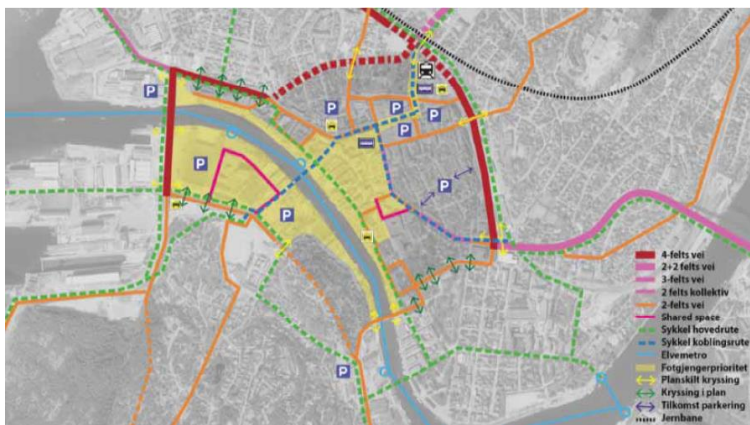 P
P
P
P
P
P
P
P
P
4-felts vei
2+2 felts vei
3-felts vei
2 felts kollektiv
2-felts vei
Shared space
Sykkel hovedrute
Sykkel koblingsrute
Elvemetro
Fotgjengerprioritet
Planskilt kryssing
Kryssing i plan
Tilkomst parkering
Jernbane